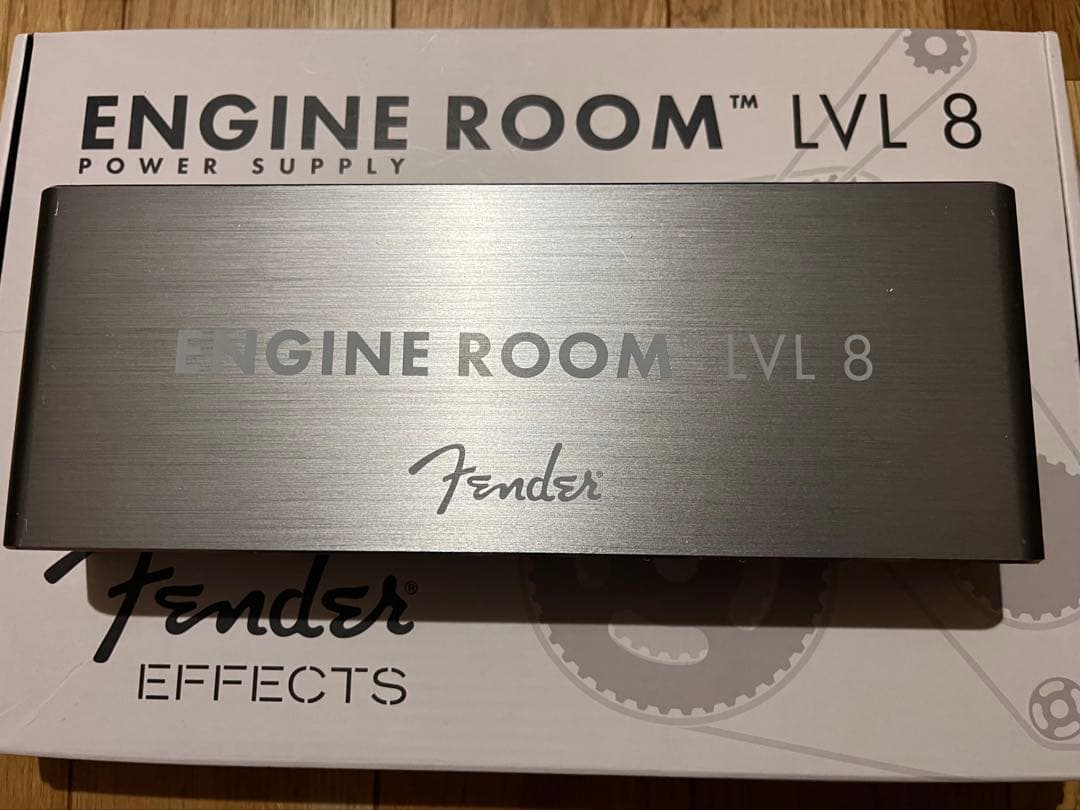 ENGINE ROOM™ LVL 8
POWER SUPPLY
ENGINE ROOM LVL 8
Fender®
Fender®
EFFECTS